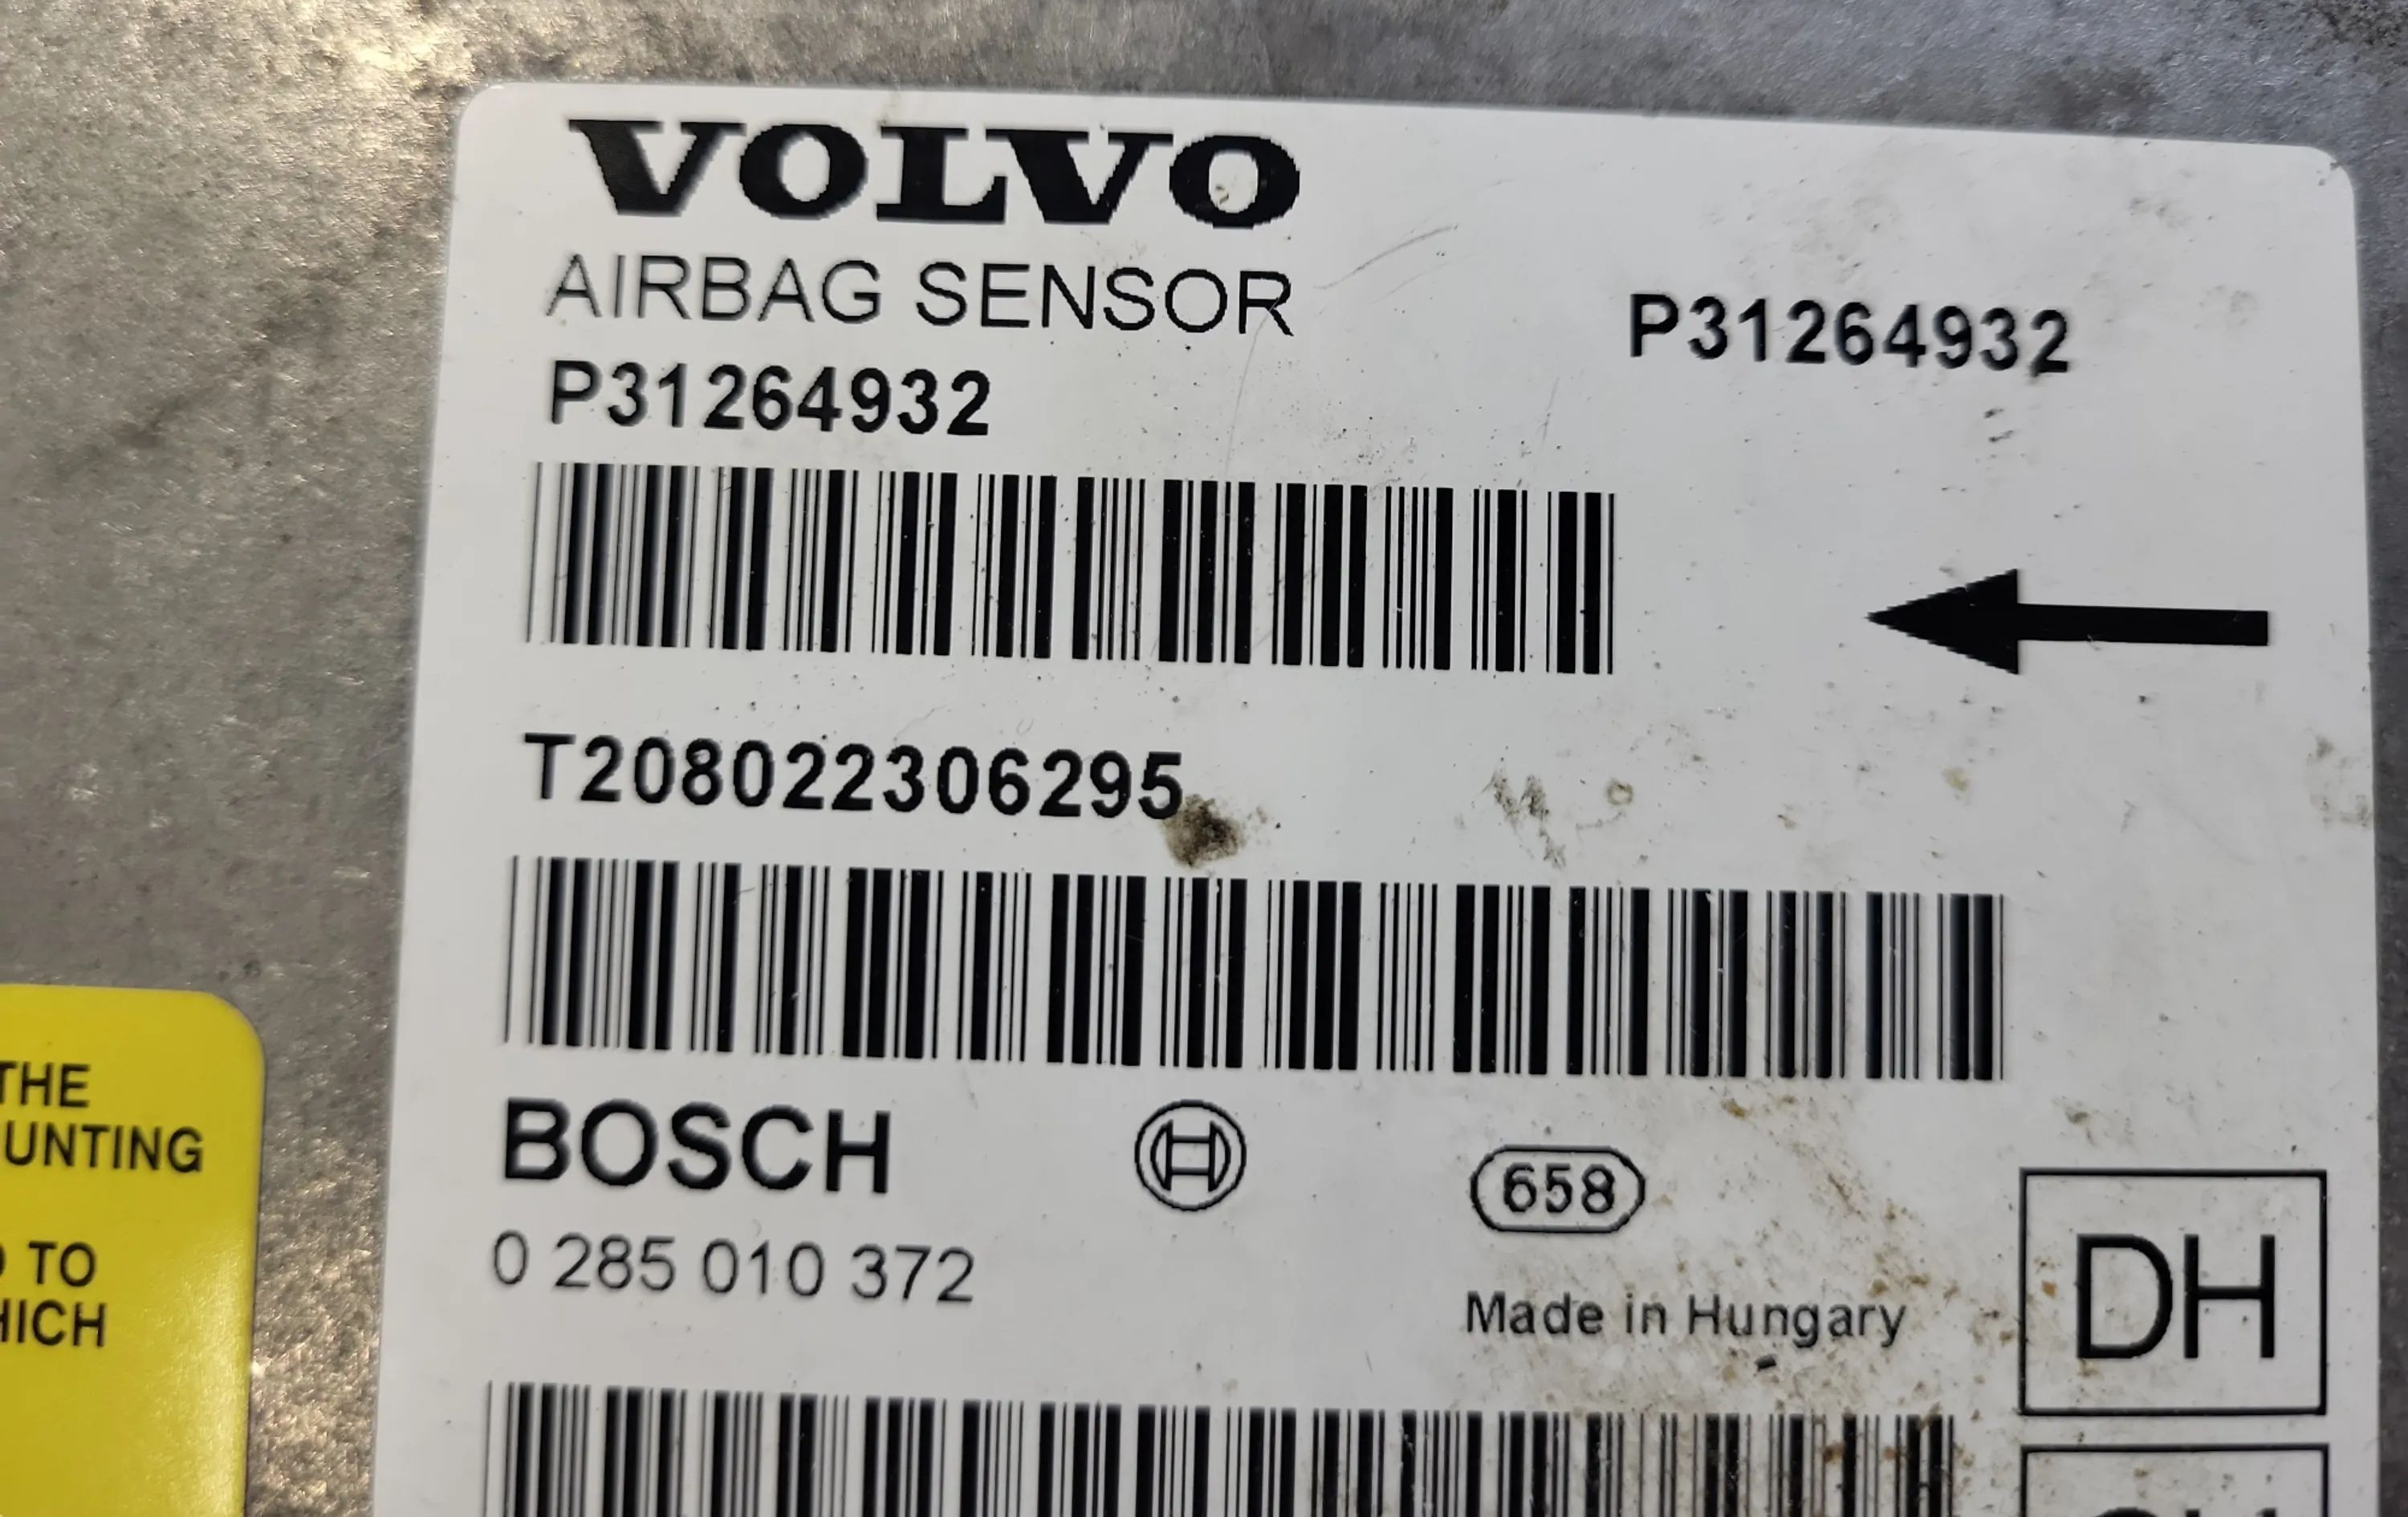 VOLVO
AIRBAG SENSOR
P31264932
P31264932
T208022306295
BOSCH
658
0 285 010 372
Made in Hungary
DH
THE
UNTING
TO
HICH